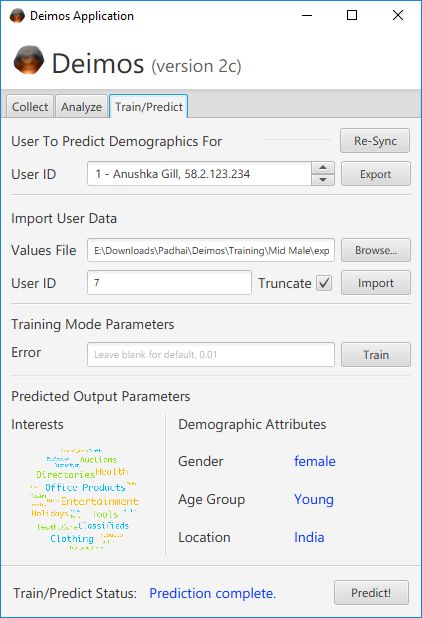 Deimos Application
Deimos (version 2c)
Collect Analyze Train/Predict
User To Predict Demographics For Re-Sync
User ID 1 - Anushka Gill, 58.2.123.234 Export
Import User Data
Values File E:\Downloads\Padhai\Deimos\Training\Mid Male\exp Browse...
User ID 7 Truncate Import
Training Mode Parameters
Error Leave blank for default, 0.01 Train
Predicted Output Parameters
Interests
Auctions
Directories Health
Office Products
Entertainment
Holidays Tools
Classifieds
Clothing
Demographic Attributes
Gender female
Age Group Young
Location India
Train/Predict Status: Prediction complete. Predict!